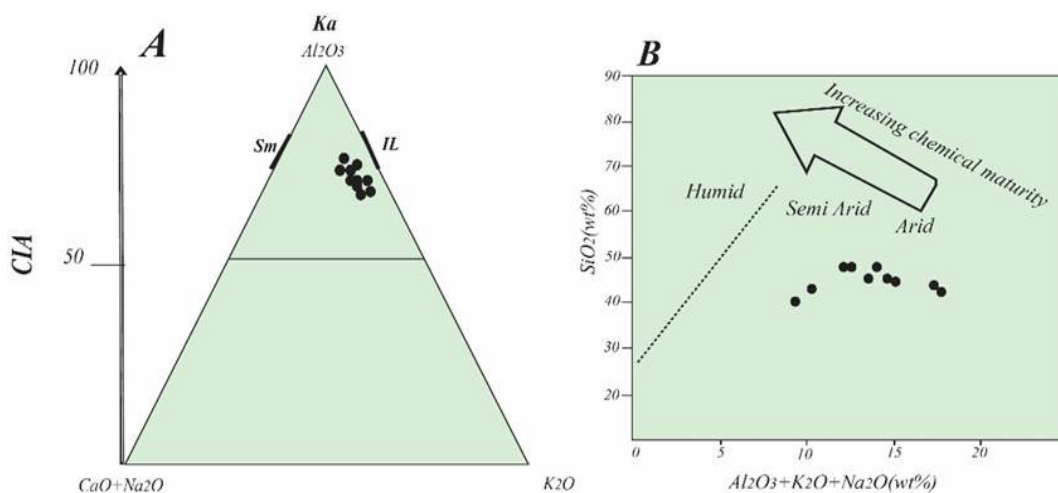 A
Ka
Al2O3
100
Sm
IL
50
CIA
CaO+Na2O
K2O
B
90
80
70
60
50
40
30
20
SiO2(wt%)
Increasing chemical maturity
Humid
Semi Arid
Arid
0
5
10
15
20
Al2O3+K2O+Na2O(wt%)